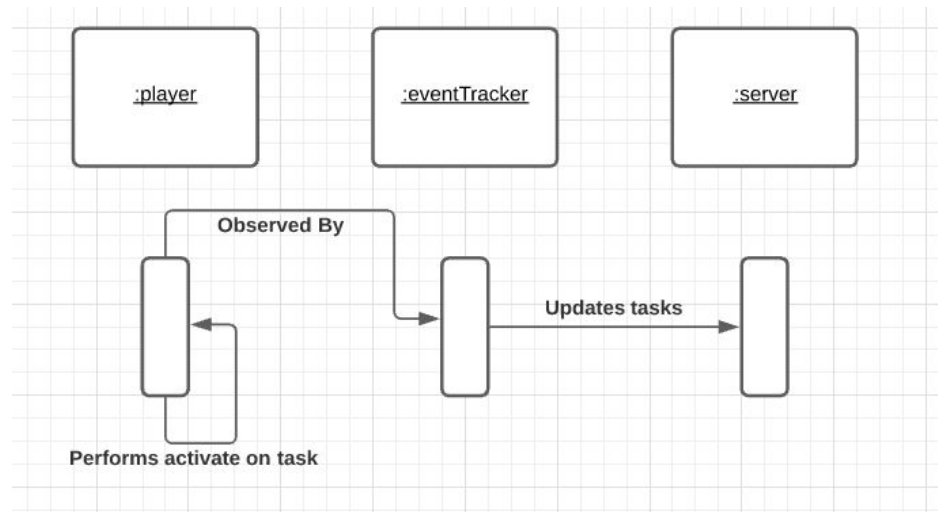 :player
:eventTracker
:server
Observed By
Updates tasks
Performs activate on task